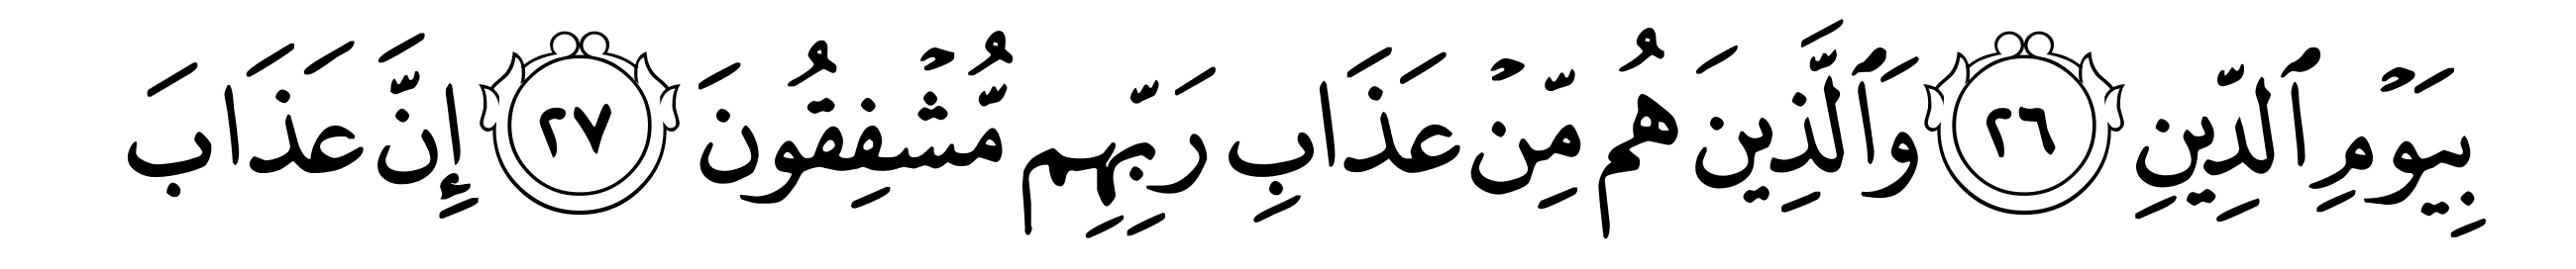 بِيَوۡمِ ٱلدِّينِ ٢٦ وَٱلَّذِينَ هُم مِّنۡ عَذَابِ رَبِّهِم مُّشۡفِقُونَ ٢٧ إِنَّ عَذَابَ